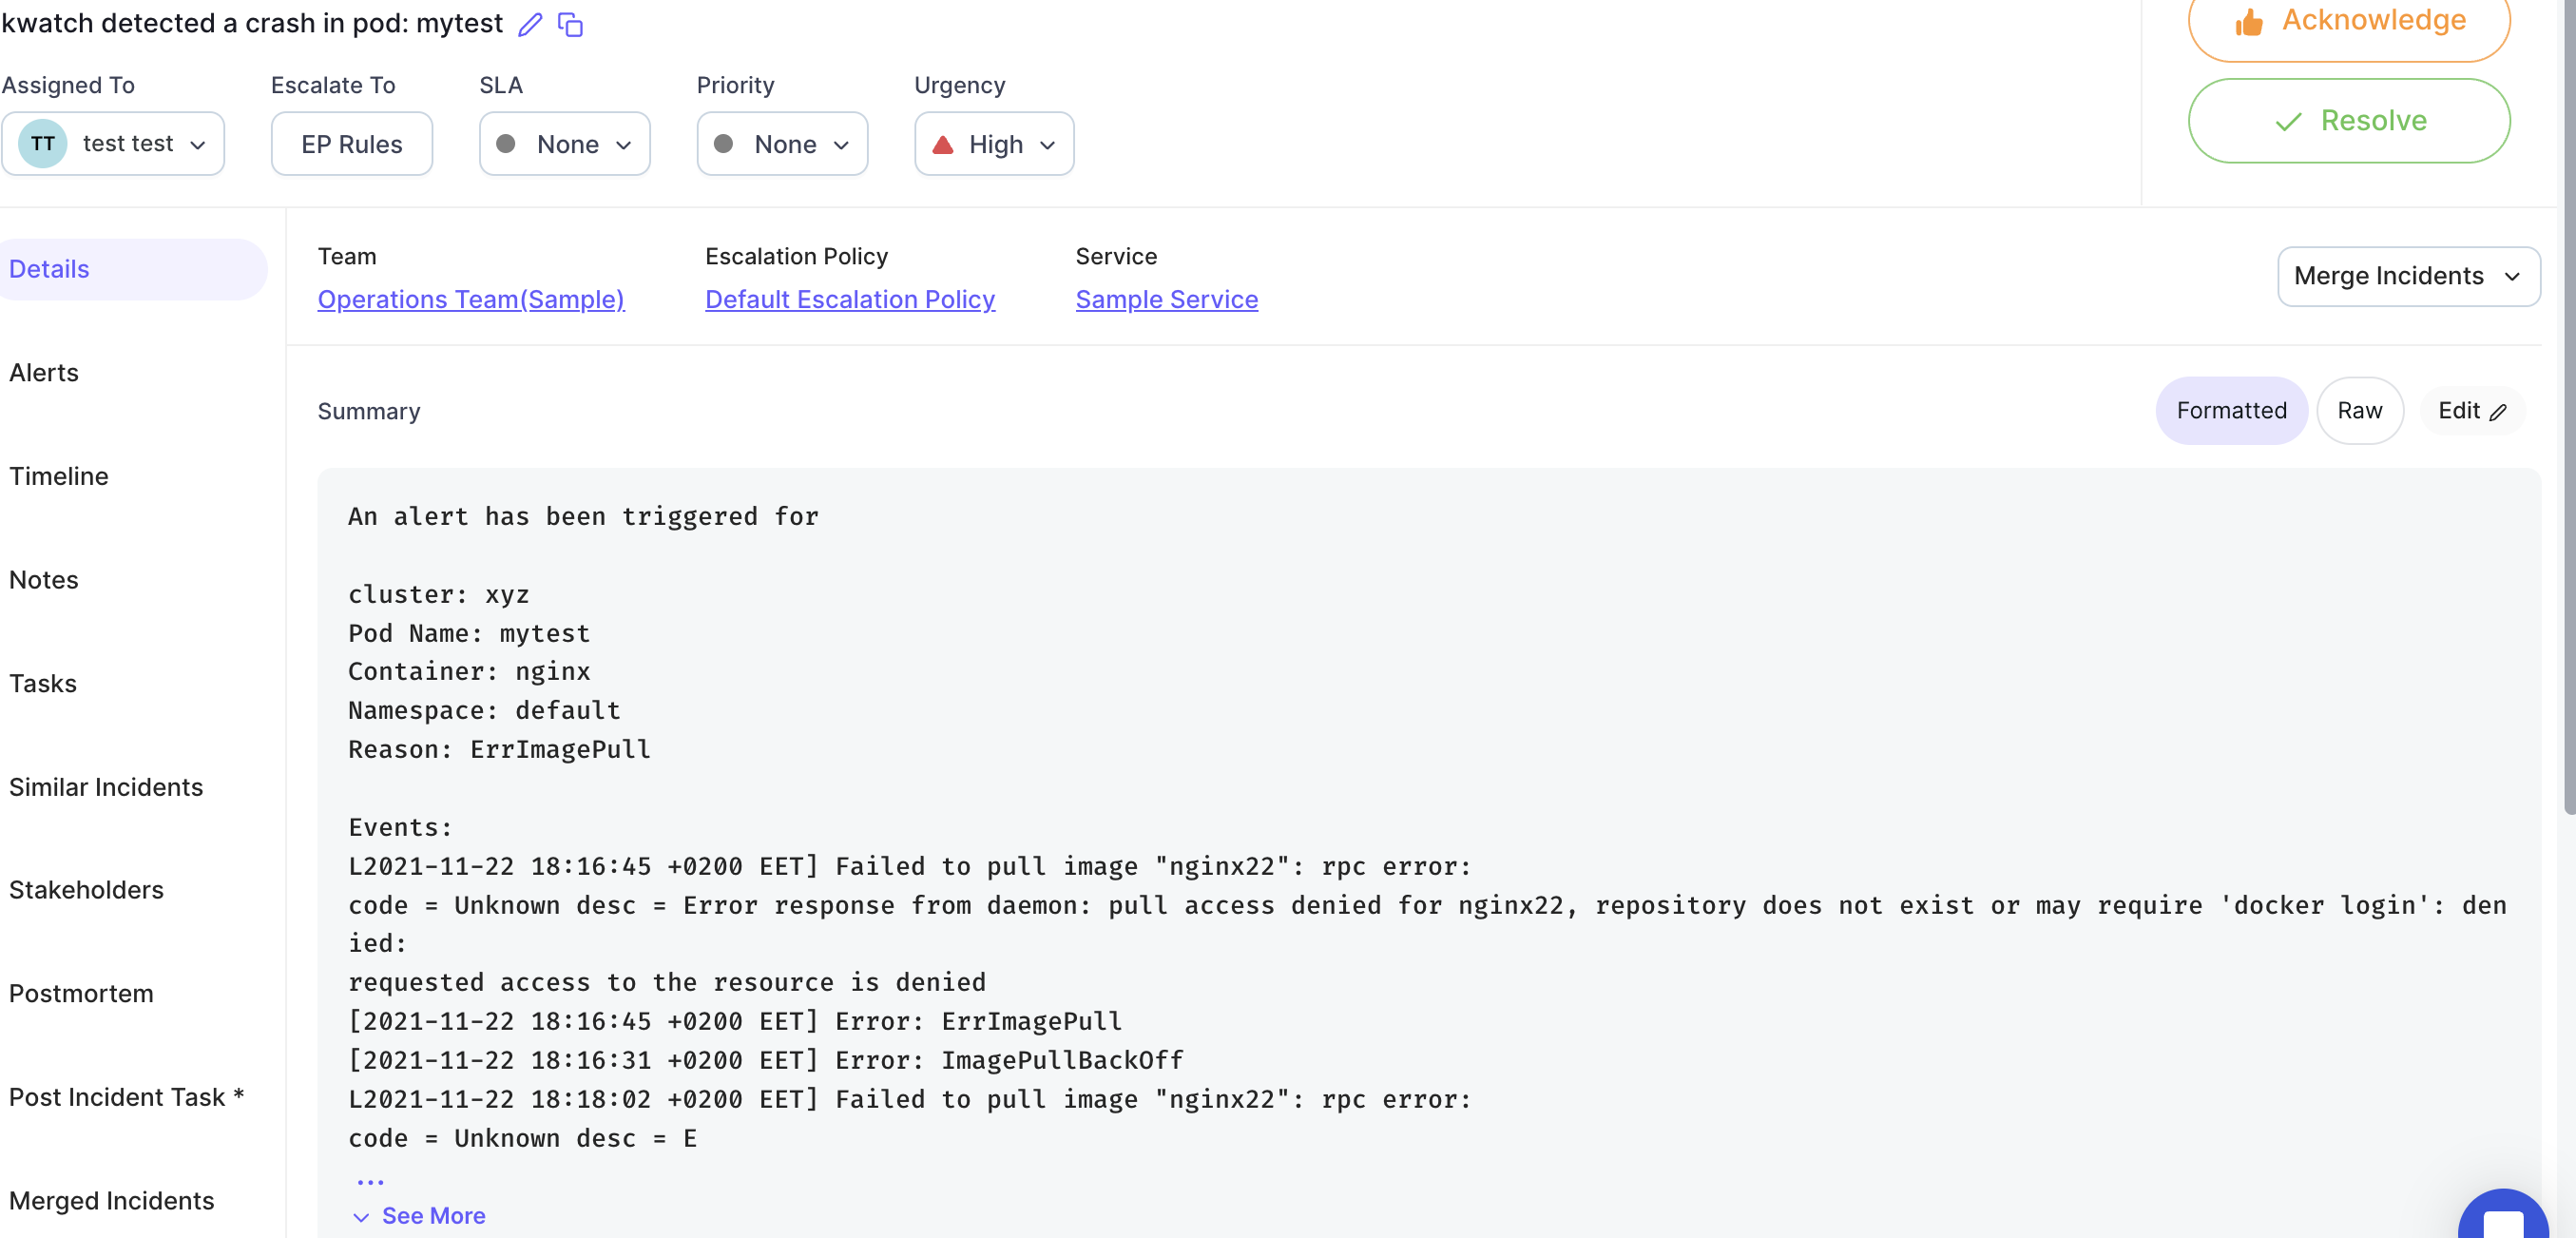 kwatch detected a crash in pod: mytest
Acknowledge
Resolve
Assigned To
Escalate To
SLA
Priority
Urgency
TT test test
EP Rules
None
None
High
Details
Alerts
Timeline
Notes
Tasks
Similar Incidents
Stakeholders
Postmortem
Post Incident Task *
Merged Incidents
Team
Escalation Policy
Service
Operations Team(Sample)
Default Escalation Policy
Sample Service
Merge Incidents
Summary
Formatted
Raw
Edit
An alert has been triggered for
cluster: xyz
Pod Name: mytest
Container: nginx
Namespace: default
Reason: ErrImagePull
Events:
L2021-11-22 18:16:45 +0200 EET] Failed to pull image "nginx22": rpc error:
code = Unknown desc = Error response from daemon: pull access denied for nginx22, repository does not exist or may require 'docker login': den
ied:
requested access to the resource is denied
[2021-11-22 18:16:45 +0200 EET] Error: ErrImagePull
[2021-11-22 18:16:31 +0200 EET] Error: ImagePullBackOff
L2021-11-22 18:18:02 +0200 EET] Failed to pull image "nginx22": rpc error:
code = Unknown desc = E
...
See More